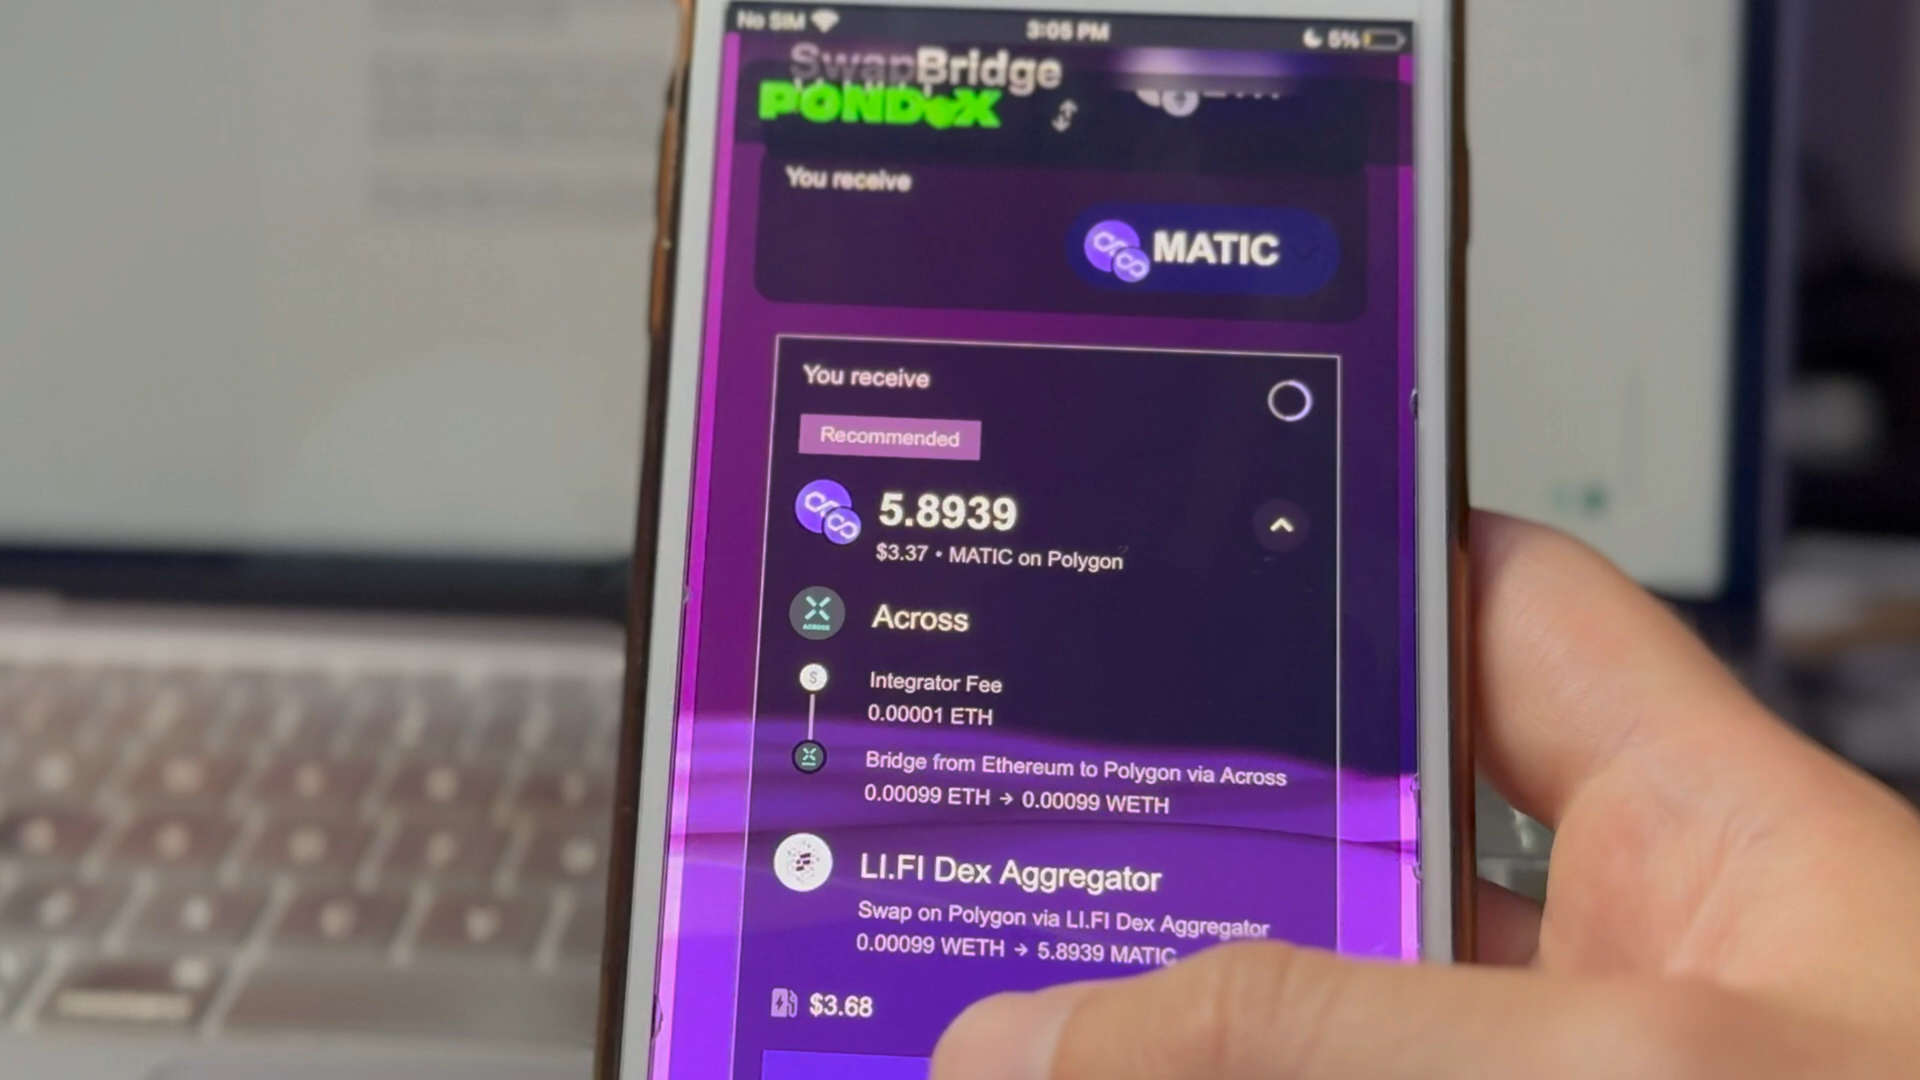 No SIM 3:05 PM 5%
SwapBridge
PONDEX
You receive
MATIC
You receive
Recommended
5.8939
$3.37 • MATIC on Polygon
ACROSS
Across
Integrator Fee
0.00001 ETH
Bridge from Ethereum to Polygon via Across
0.00099 ETH → 0.00099 WETH
LI.FI Dex Aggregator
Swap on Polygon via LI.FI Dex Aggregator
0.00099 WETH → 5.8939 MATIC
$3.68